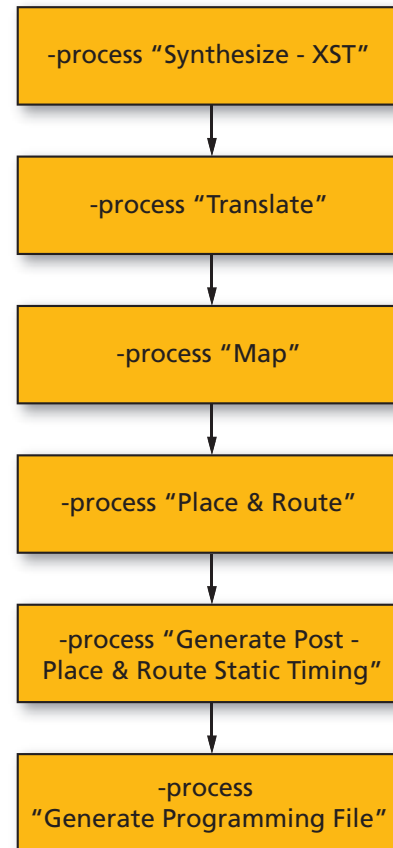 -process “Synthesize - XST”
-process “Translate”
-process “Map”
-process “Place & Route”
-process “Generate Post -
Place & Route Static Timing”
-process
“Generate Programming File”